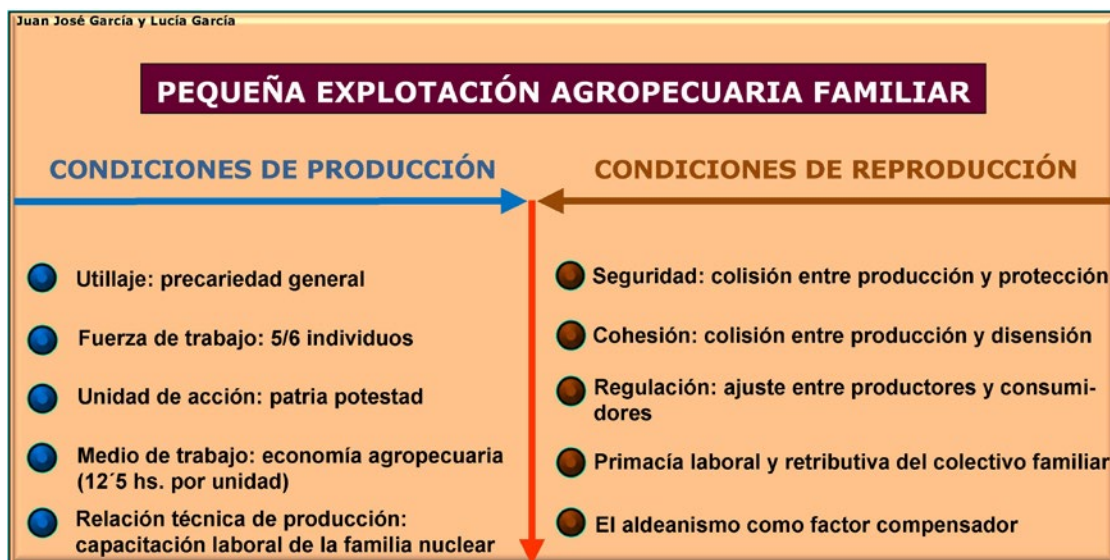 Juan José García y Lucía García
PEQUEÑA EXPLOTACIÓN AGROPECUARIA FAMILIAR
CONDICIONES DE PRODUCCIÓN
Utillaje: precariedad general
Fuerza de trabajo: 5/6 individuos
Unidad de acción: patria potestad
Medio de trabajo: economía agropecuaria
(12´5 hs. por unidad)
Relación técnica de producción:
capacitación laboral de la familia nuclear
CONDICIONES DE REPRODUCCIÓN
Seguridad: colisión entre producción y protección
Cohesión: colisión entre producción y disensión
Regulación: ajuste entre productores y consumi-
dores
Primacía laboral y retributiva del colectivo familiar
El aldeanismo como factor compensador